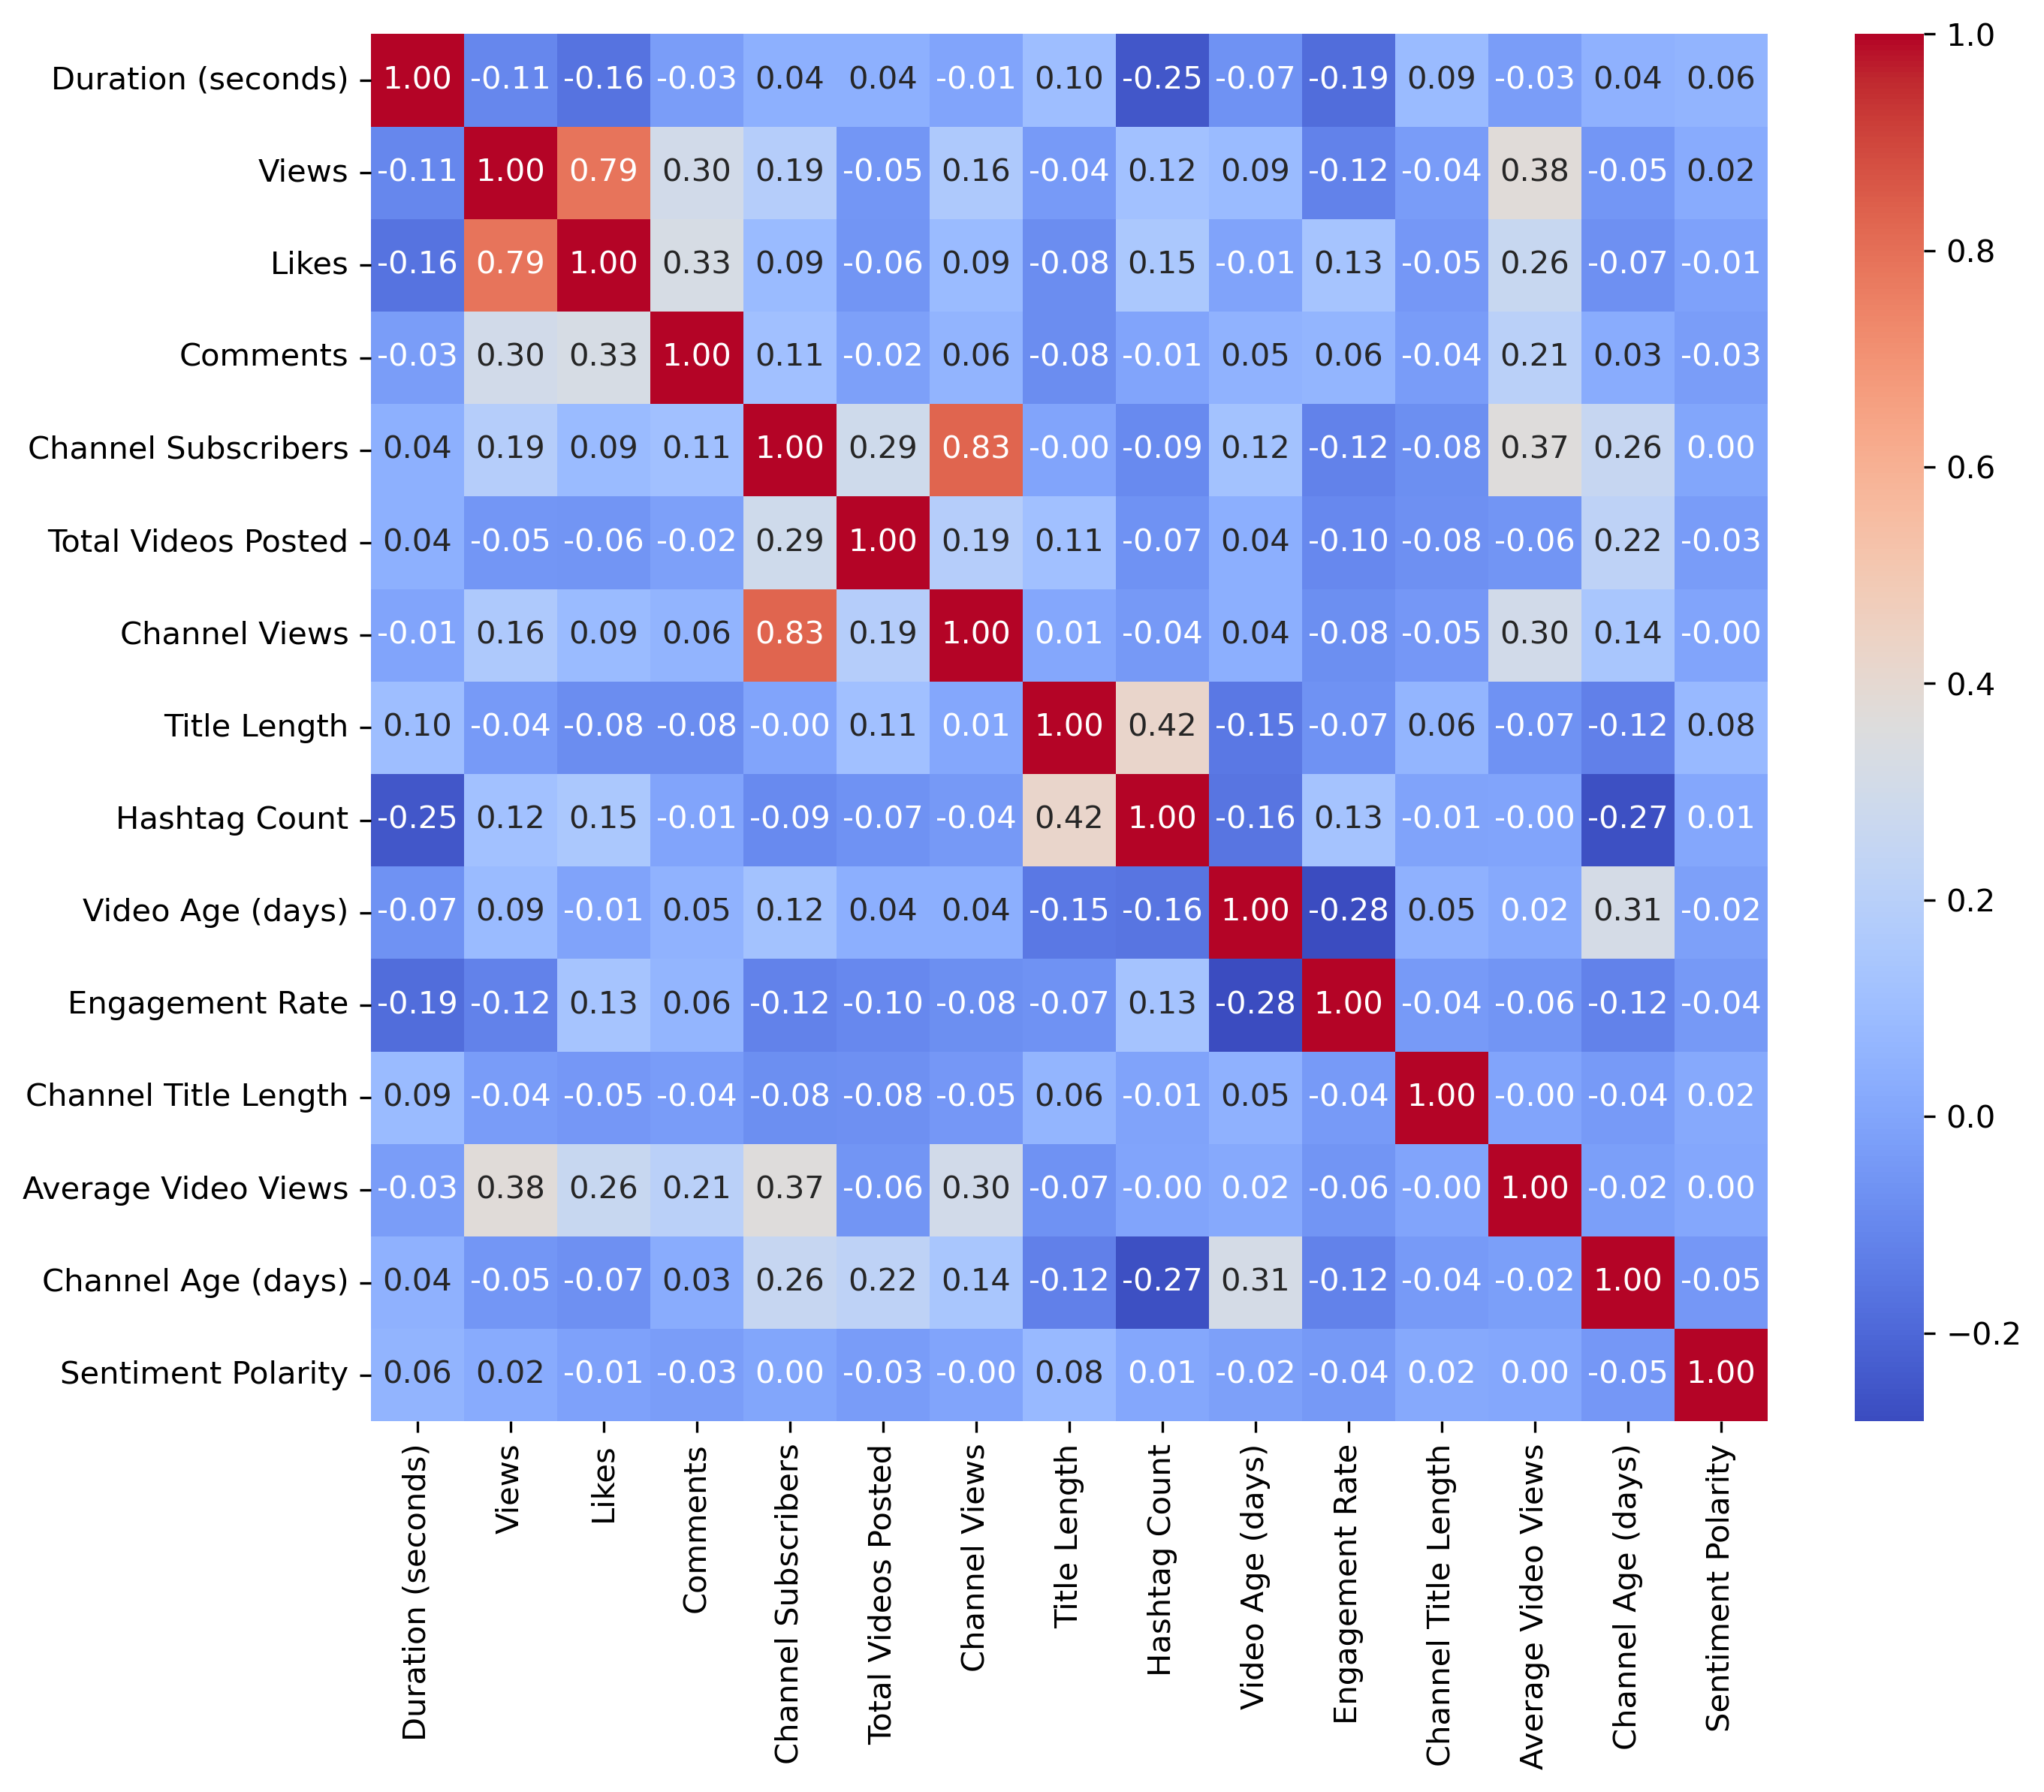 Duration (seconds) 1.00 -0.11 -0.16 -0.03 0.04 0.04 -0.01 0.10 -0.25 -0.07 -0.19 0.09 -0.03 0.04 0.06
Views -0.11 1.00 0.79 0.30 0.19 -0.05 0.16 -0.04 0.12 0.09 -0.12 -0.04 0.38 -0.05 0.02
Likes -0.16 0.79 1.00 0.33 0.09 -0.06 0.09 -0.08 0.15 -0.01 0.13 -0.05 0.26 -0.07 -0.01
Comments -0.03 0.30 0.33 1.00 0.11 -0.02 0.06 -0.08 -0.01 0.05 0.06 -0.04 0.21 0.03 -0.03
Channel Subscribers 0.04 0.19 0.09 0.11 1.00 0.29 0.83 -0.00 -0.09 0.12 -0.12 -0.08 0.37 0.26 0.00
Total Videos Posted 0.04 -0.05 -0.06 -0.02 0.29 1.00 0.19 0.11 -0.07 0.04 -0.10 -0.08 -0.06 0.22 -0.03
Channel Views -0.01 0.16 0.09 0.06 0.83 0.19 1.00 0.01 -0.04 0.04 -0.08 -0.05 0.30 0.14 -0.00
Title Length 0.10 -0.04 -0.08 -0.08 -0.00 0.11 0.01 1.00 0.42 -0.15 -0.07 0.06 -0.07 -0.12 0.08
Hashtag Count -0.25 0.12 0.15 -0.01 -0.09 -0.07 -0.04 0.42 1.00 -0.16 0.13 -0.01 -0.00 -0.27 0.01
Video Age (days) -0.07 0.09 -0.01 0.05 0.12 0.04 0.04 -0.15 -0.16 1.00 -0.28 0.05 0.02 0.31 -0.02
Engagement Rate -0.19 -0.12 0.13 0.06 -0.12 -0.10 -0.08 -0.07 0.13 -0.28 1.00 -0.04 -0.06 -0.12 -0.04
Channel Title Length 0.09 -0.04 -0.05 -0.04 -0.08 -0.08 -0.05 0.06 -0.01 0.05 -0.04 1.00 -0.00 -0.04 0.02
Average Video Views -0.03 0.38 0.26 0.21 0.37 -0.06 0.30 -0.07 -0.00 0.02 -0.06 -0.00 1.00 -0.02 0.00
Channel Age (days) 0.04 -0.05 -0.07 0.03 0.26 0.22 0.14 -0.12 -0.27 0.31 -0.12 -0.04 -0.02 1.00 -0.05
Sentiment Polarity 0.06 0.02 -0.01 -0.03 0.00 -0.03 -0.00 0.08 0.01 -0.02 -0.04 0.02 0.00 -0.05 1.00
Duration (seconds)
Views
Likes
Comments
Channel Subscribers
Total Videos Posted
Channel Views
Title Length
Hashtag Count
Video Age (days)
Engagement Rate
Channel Title Length
Average Video Views
Channel Age (days)
Sentiment Polarity
1.0
0.8
0.6
0.4
0.2
0.0
−0.2